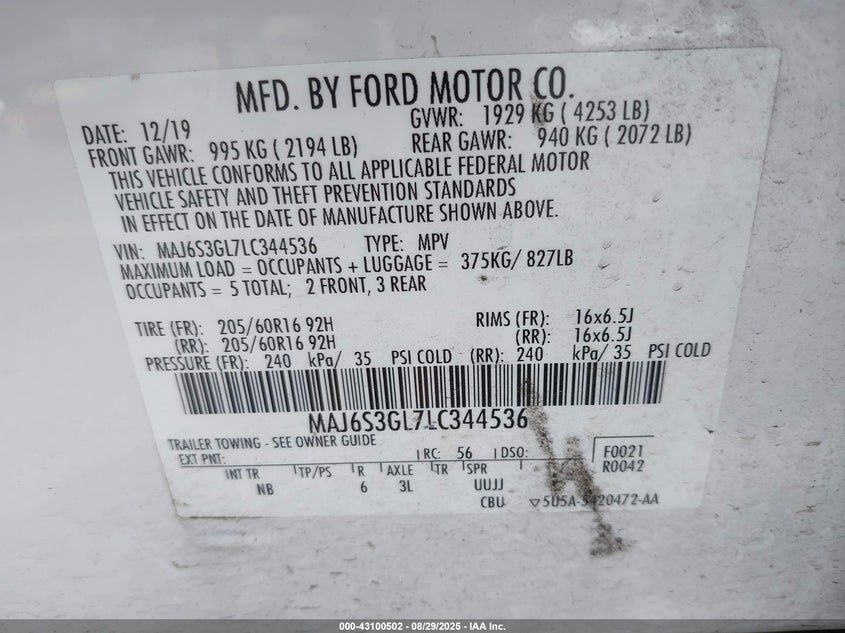 MFD. BY FORD MOTOR CO.
DATE: 12/19 GVWR: 1929 KG ( 4253 LB)
FRONT GAWR: 995 KG ( 2194 LB) REAR GAWR: 940 KG ( 2072 LB)
THIS VEHICLE CONFORMS TO ALL APPLICABLE FEDERAL MOTOR
VEHICLE SAFETY AND THEFT PREVENTION STANDARDS
IN EFFECT ON THE DATE OF MANUFACTURE SHOWN ABOVE.
VIN: MAJ6S3GL7LC344536 TYPE: MPV
MAXIMUM LOAD = OCCUPANTS + LUGGAGE = 375KG/ 827LB
OCCUPANTS = 5 TOTAL; 2 FRONT, 3 REAR
TIRE (FR): 205/60R16 92H RIMS (FR): 16x6.5J
(RR): 205/60R16 92H (RR): 16x6.5J
PRESSURE (FR): 240 kPa/ 35 PSI COLD (RR): 240 kPa/ 35 PSI COLD
MAJ6S3GL7LC344536
TRAILER TOWING - SEE OWNER GUIDE
EXT PNT: RC: 56 DSO: F0021
R0042
INT TR TP/PS R AXLE TR SPR
NB 6 3L UUJJ
CBU 5U5A-5420472-AA
000-43100502 - 08/29/2025 - IAA Inc.